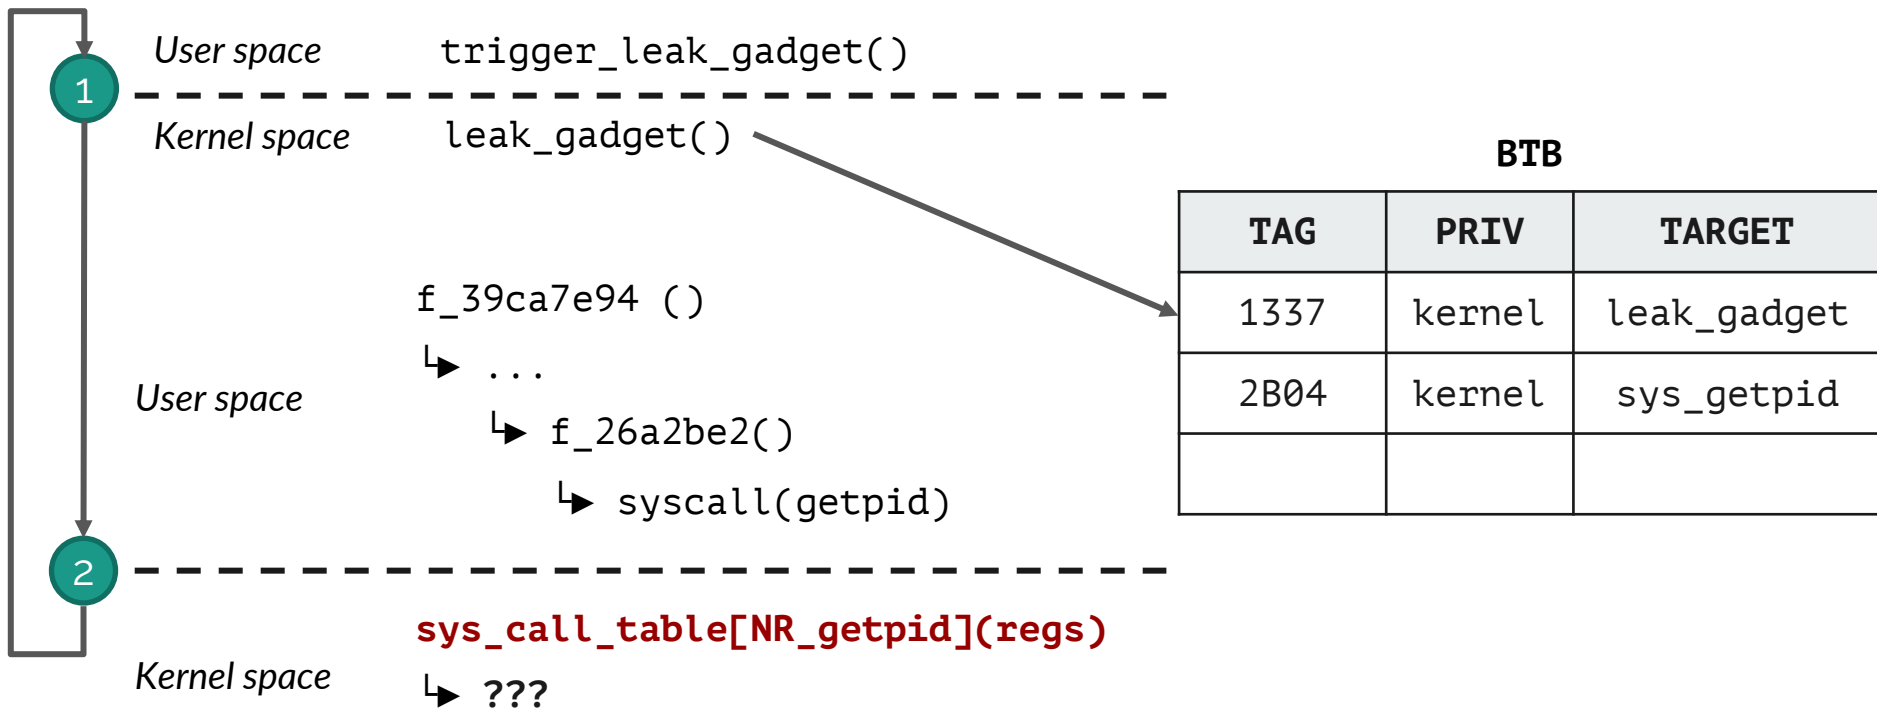 User space trigger_leak_gadget()
1
Kernel space leak_gadget()
BTB
TAG PRIV TARGET
1337 kernel leak_gadget
2B04 kernel sys_getpid
f_39ca7e94 ()
...
User space
f_26a2be2()
syscall(getpid)
2
sys_call_table[NR_getpid](regs)
Kernel space
???